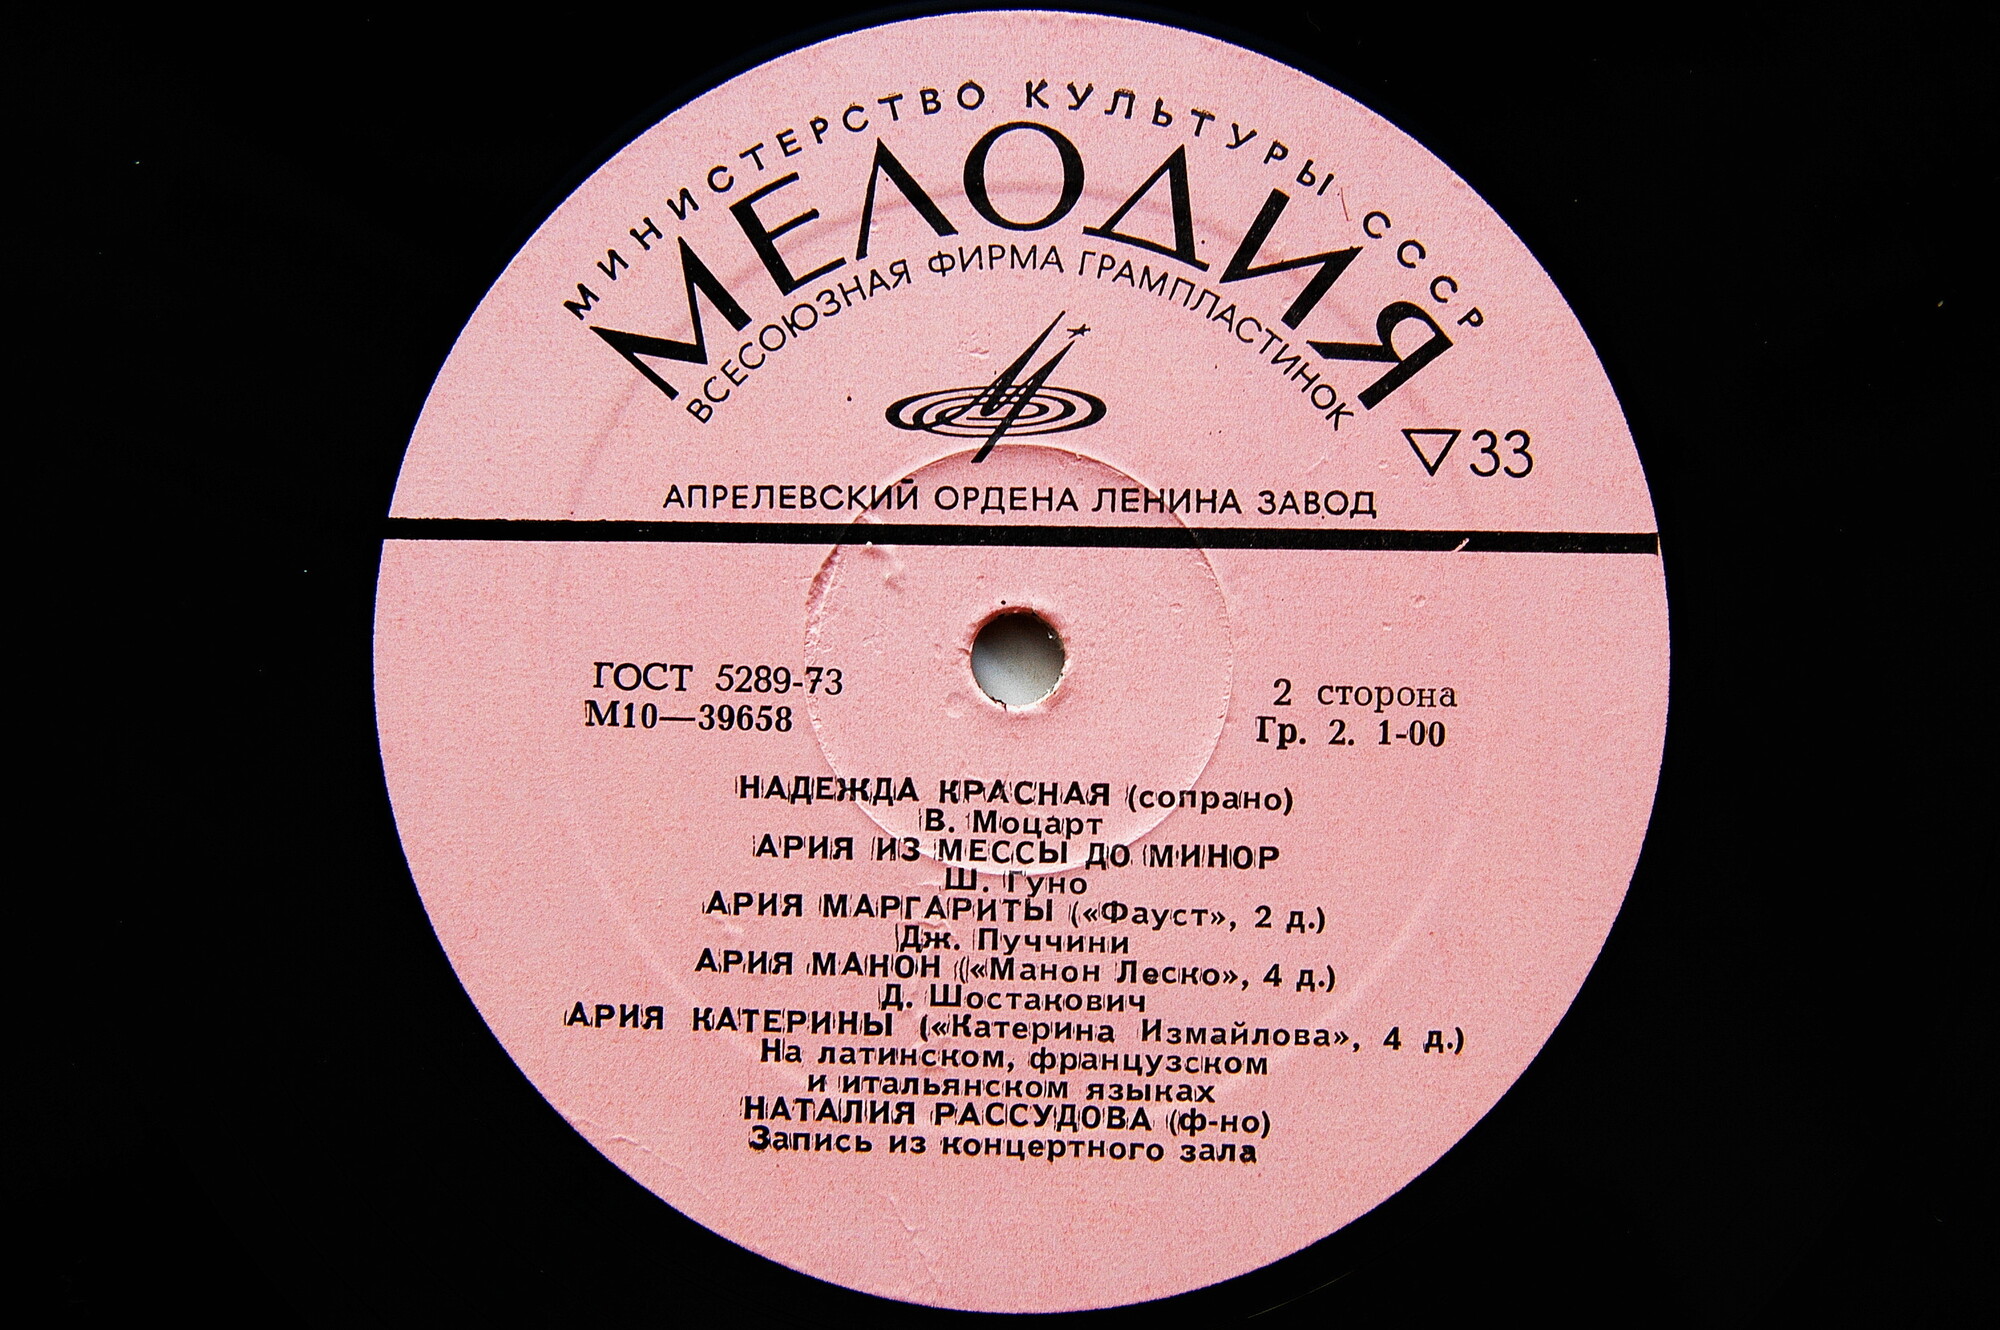 МИНИСТЕРСТВО КУЛЬТУРЫ СССР
МЕЛОДИЯ
ВСЕСОЮЗНАЯ ФИРМА ГРАМПЛАСТИНОК
▽33
АПРЕЛЕВСКИЙ ОРДЕНА ЛЕНИНА ЗАВОД
ГОСТ 5289-73
М10—39658
2 сторона
Гр. 2. 1-00
НАДЕЖДА КРАСНАЯ (сопрано)
В. Моцарт
АРИЯ ИЗ МЕССЫ ДО МИНОР
Ш. Гуно
АРИЯ МАРГАРИТЫ («Фауст», 2 д.)
Дж. Пуччини
АРИЯ МАНОН («Манон Леско», 4 д.)
Д. Шостакович
АРИЯ КАТЕРИНЫ («Катерина Измайлова», 4 д.)
На латинском, французском
и итальянском языках
НАТАЛИЯ РАССУДОВА (ф-но)
Запись из концертного зала